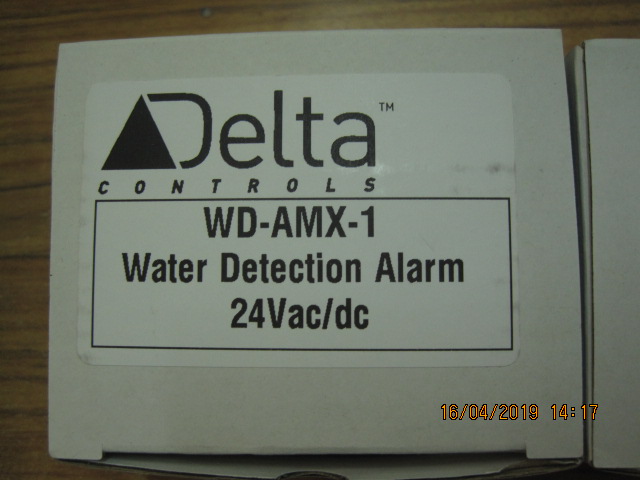 Delta™
CONTROLS
WD-AMX-1
Water Detection Alarm
24Vac/dc
16/04/2019 14:17